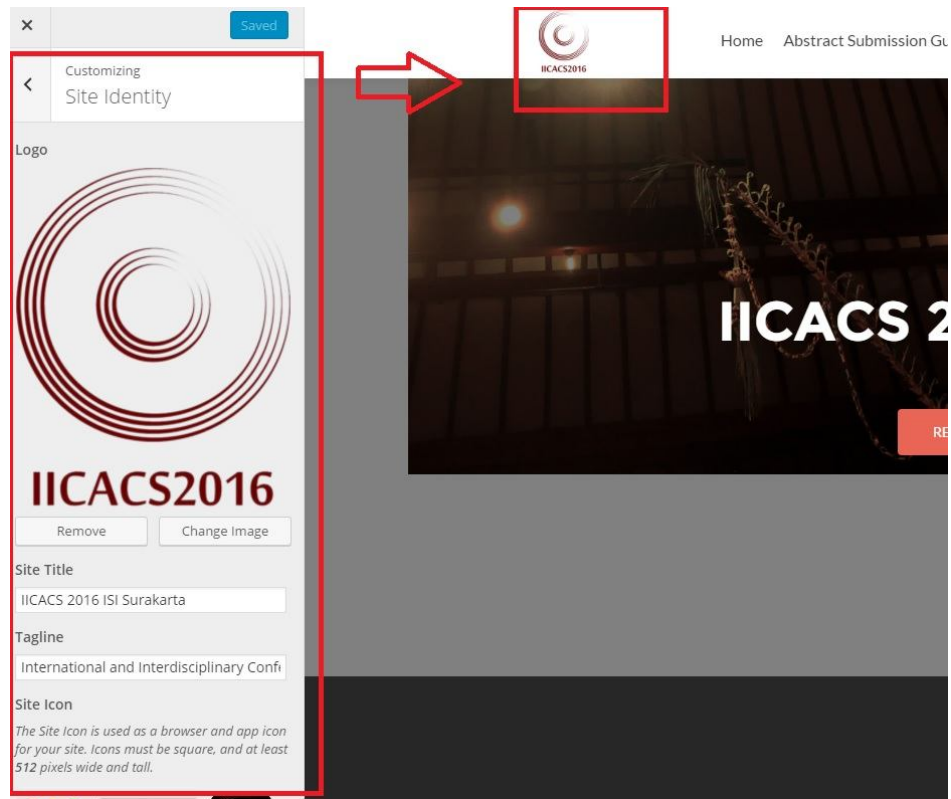 Saved
Customizing
Site Identity
Logo
IICACS2016
Remove
Change Image
Site Title
IICACS 2016 ISI Surakarta
Tagline
International and Interdisciplinary Confe
Site Icon
The Site Icon is used as a browser and app icon
for your site. Icons must be square, and at least
512 pixels wide and tall.
IICACS2016
Home Abstract Submission Gu
IICACS 2
RE